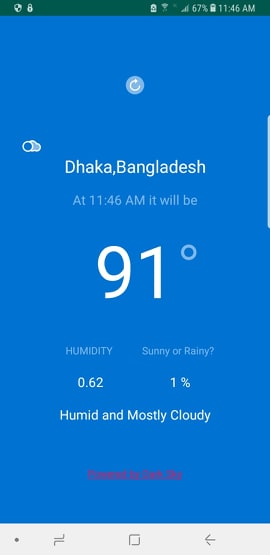 67% 11:46 AM
Dhaka,Bangladesh
At 11:46 AM it will be
91°
HUMIDITY Sunny or Rainy?
0.62 1 %
Humid and Mostly Cloudy
Powered by Dark Sky